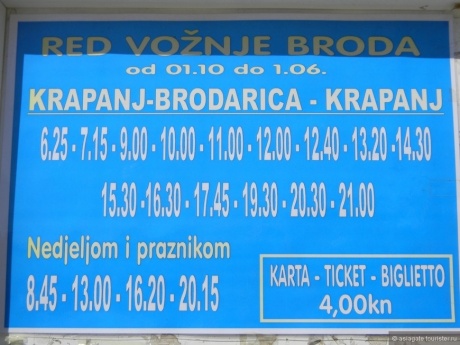 RED VOŽNJE BRODA
od 01.10 do 1.06.
KRAPANJ-BRODARICA - KRAPANJ
6.25 - 7.15 - 9.00 - 10.00 - 11.00 - 12.00 - 12.40 - 13.20 -14.30
15.30 -16.30 - 17.45 - 19.30 - 20.30 - 21.00
Nedjeljom i praznikom
8.45 - 13.00 - 16.20 - 20.15
KARTA - TICKET - BIGLIETTO
4,00kn
© asiagate tourister.ru